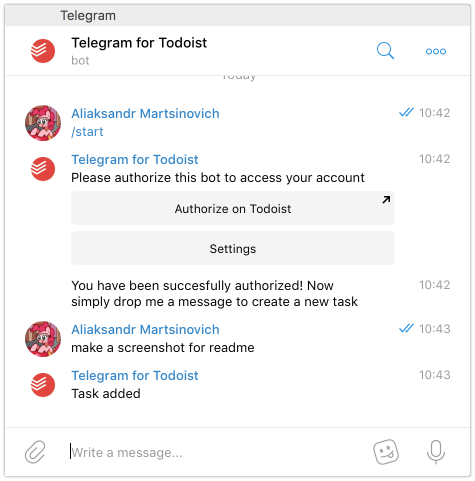 Telegram
Telegram for Todoist
bot
Today
Aliaksandr Martsinovich 10:42
/start
Telegram for Todoist 10:42
Please authorize this bot to access your account
Authorize on Todoist
Settings
You have been succesfully authorized! Now 10:42
simply drop me a message to create a new task
Aliaksandr Martsinovich 10:43
make a screenshot for readme
Telegram for Todoist 10:43
Task added
Write a message...